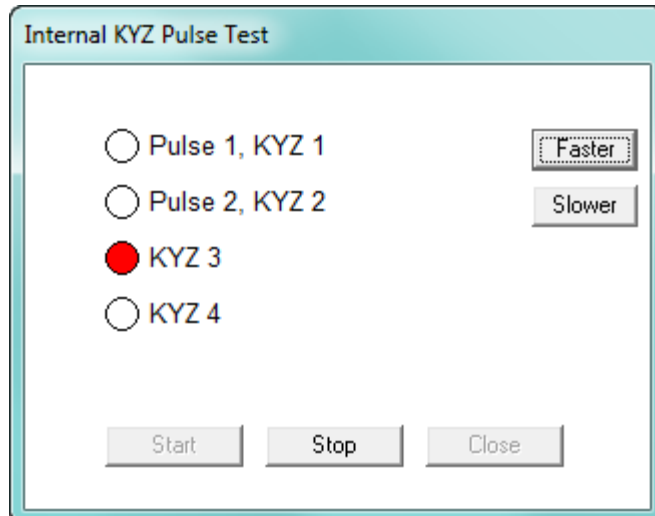 Internal KYZ Pulse Test
Pulse 1, KYZ 1
Faster
Pulse 2, KYZ 2
Slower
KYZ 3
KYZ 4
Start
Stop
Close